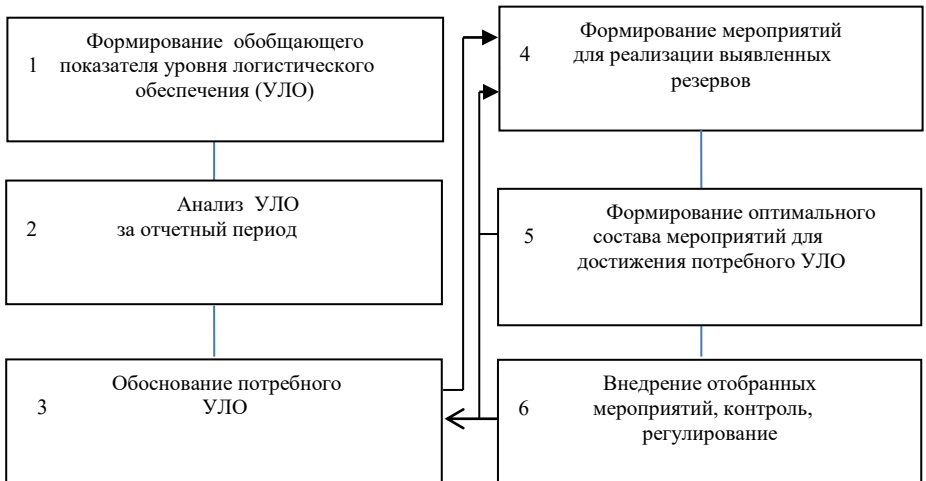 Формирование обобщающего
1 показателя уровня логистического
обеспечения (УЛО)
Анализ УЛО
2 за отчетный период
Обоснование потребного
3 УЛО
Формирование мероприятий
4 для реализации выявленных
резервов
Формирование оптимального
5 состава мероприятий для
достижения потребного УЛО
Внедрение отобранных
6 мероприятий, контроль,
регулирование